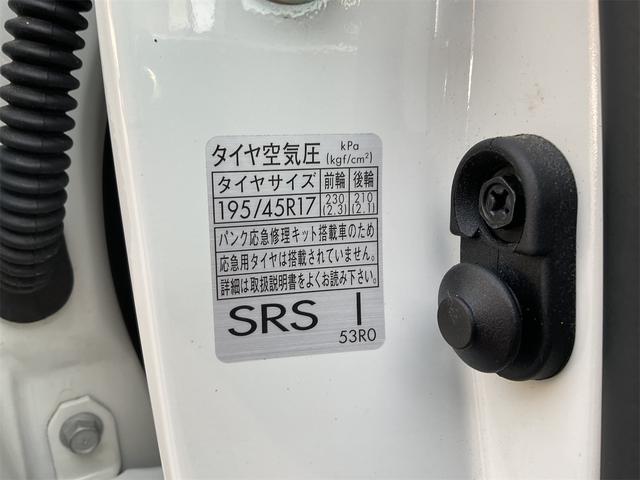 タイヤ空気圧 kPa (kgf/cm²)
タイヤサイズ 前輪 後輪
195/45R17 230 (2.3) 210 (2.1)
パンク応急修理キット搭載車のため
応急用タイヤは搭載されていません。
詳細は取扱説明書をよくお読み下さい。
SRS I
53R0